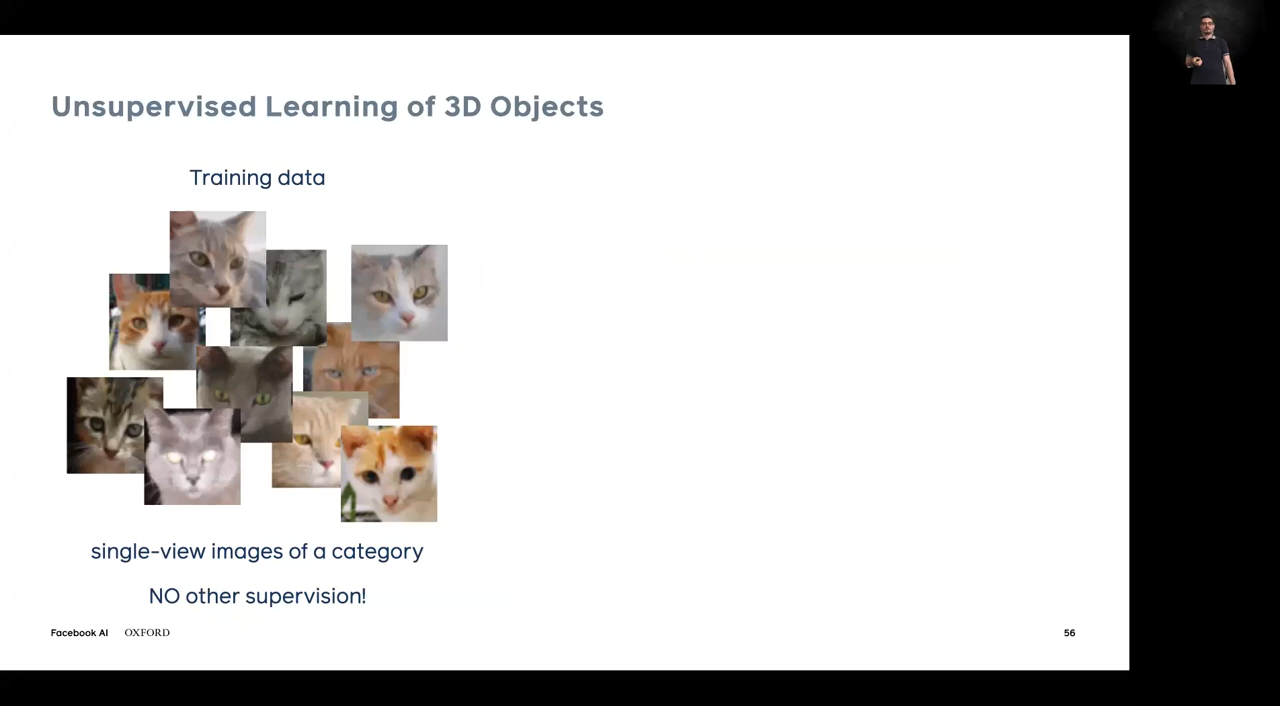 Unsupervised Learning of 3D Objects
Training data
single-view images of a category
NO other supervision!
Facebook AI OXFORD 56